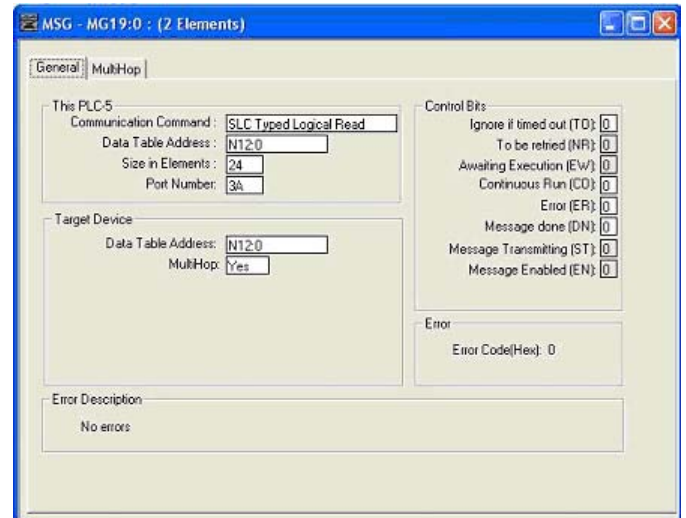 MSG - MG19:0 : (2 Elements)
General MultiHop
This PLC-5
Communication Command : SLC Typed Logical Read
Data Table Address : N12:0
Size in Elements : 24
Port Number: 3A
Target Device
Data Table Address: N12:0
MultiHop: Yes
Control Bits
Ignore if timed out (TO): 0
To be retried (NR): 0
Awaiting Execution (EW): 0
Continuous Run (CO): 0
Error (ER): 0
Message done (DN): 0
Message Transmitting (ST): 0
Message Enabled (EN): 0
Error
Error Code(Hex): 0
Error Description
No errors